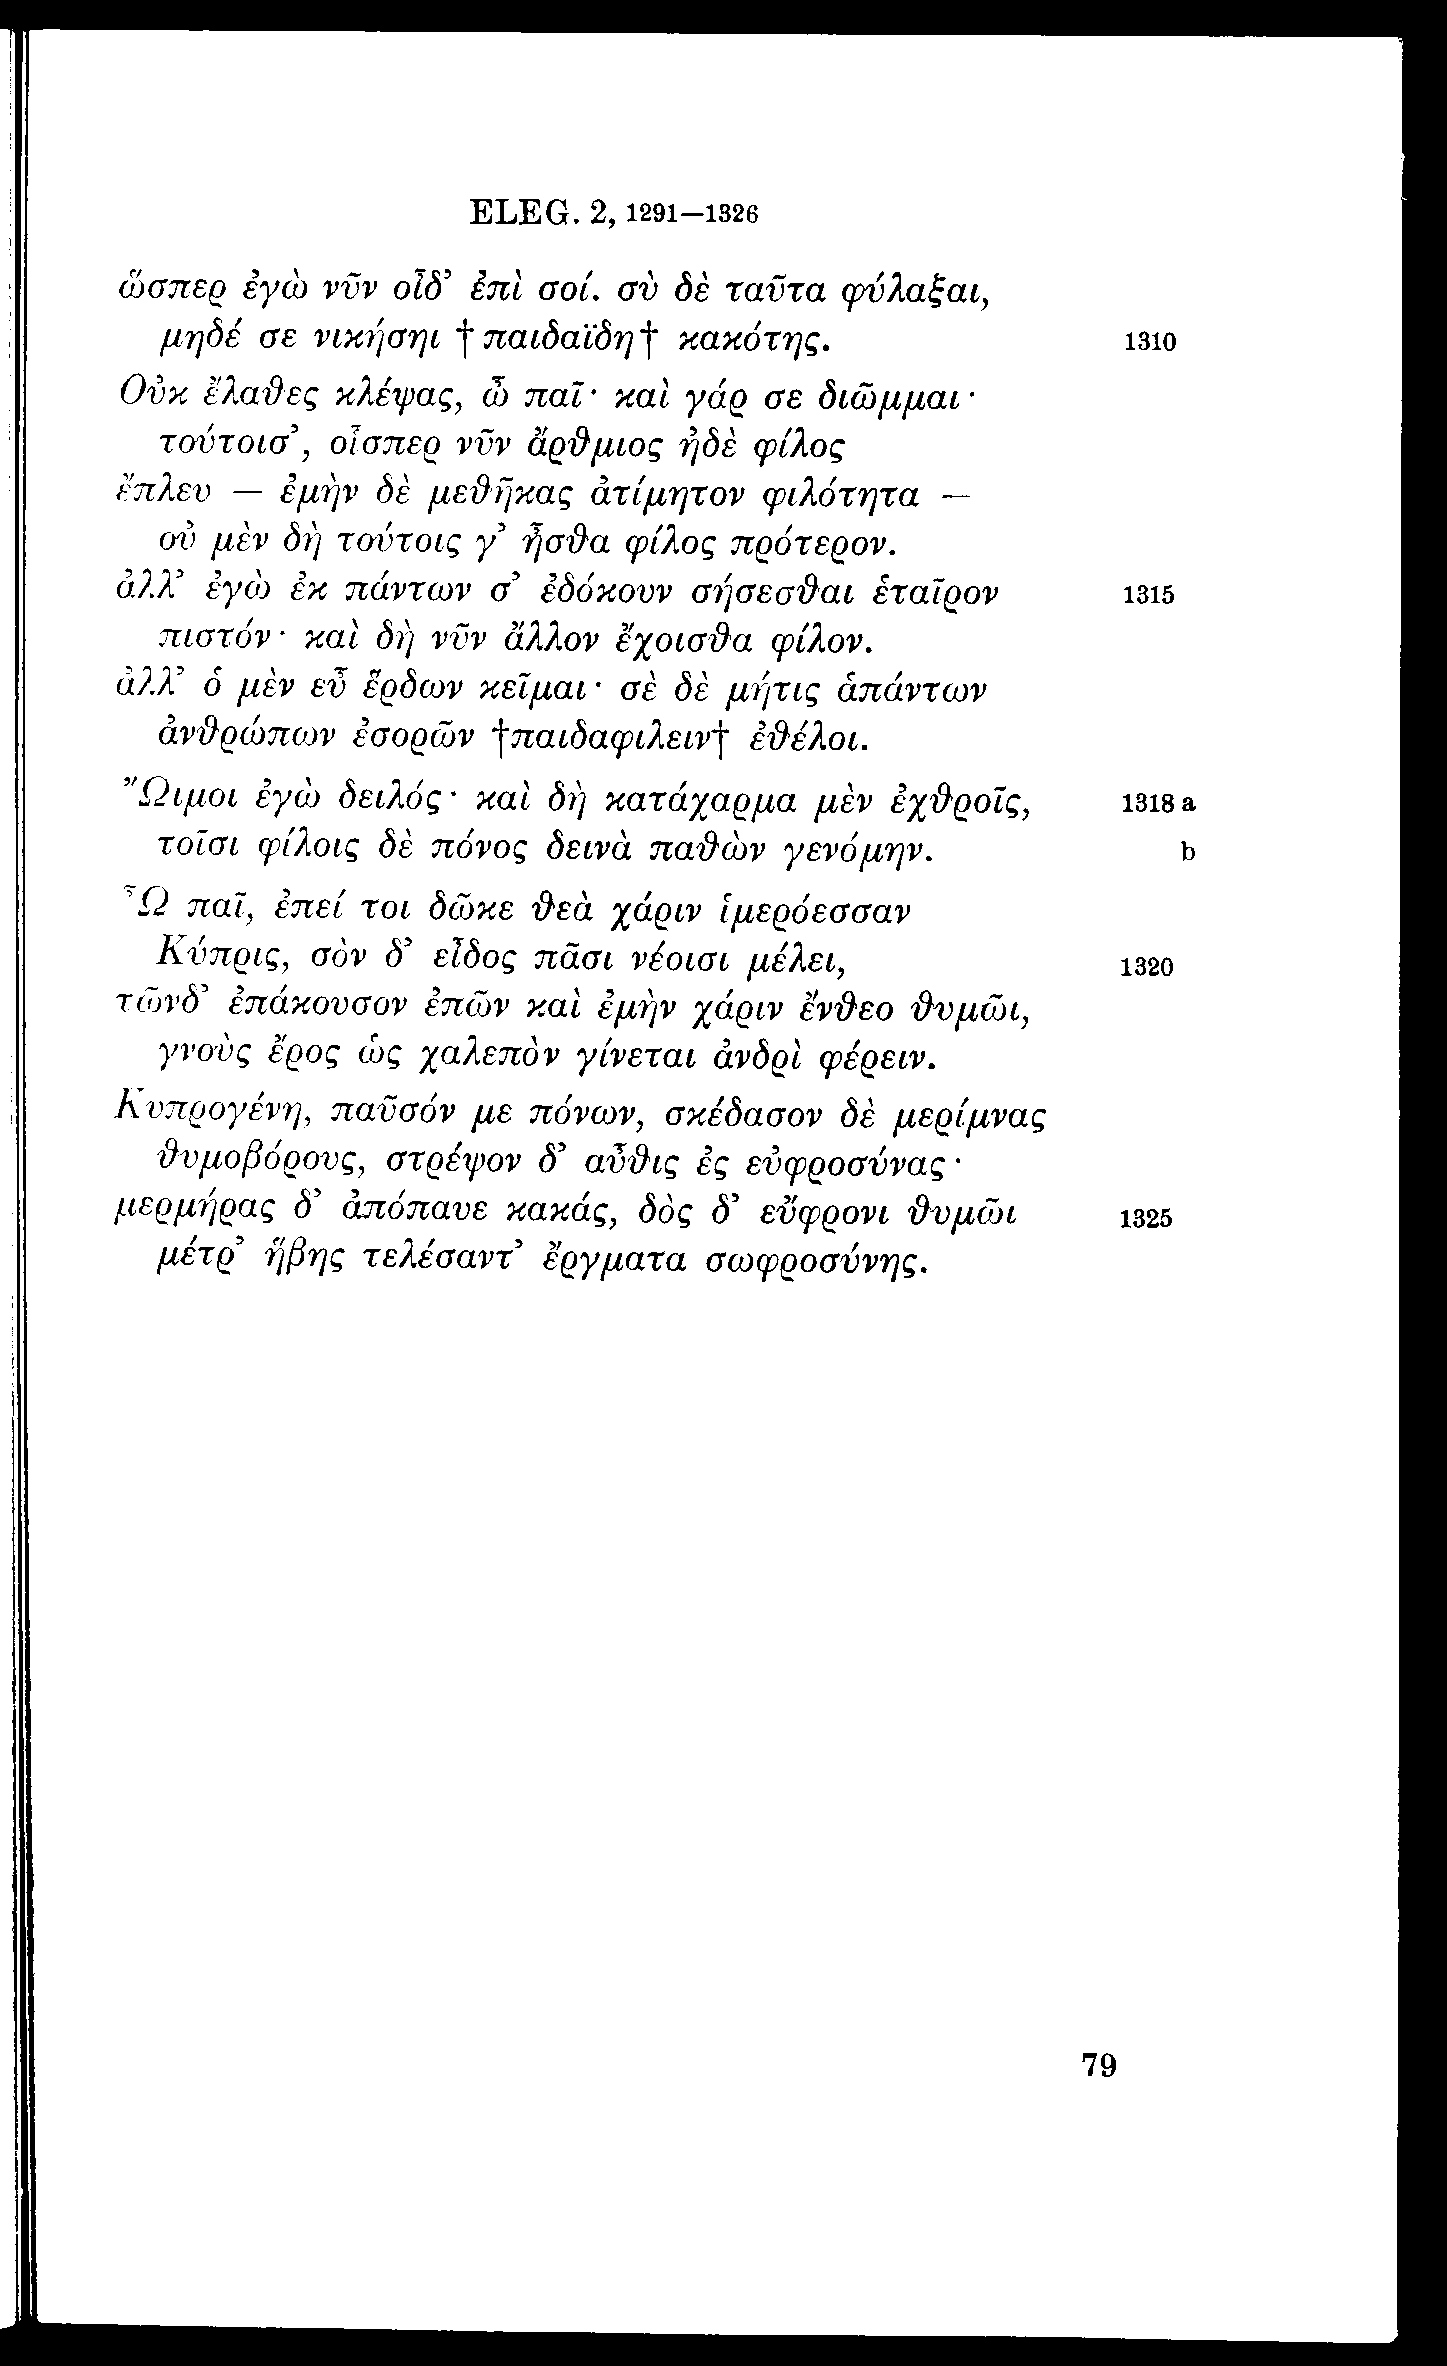 ELEG. 2, 1291—1326
ὥσπερ ἐγὼ νῦν οἶδ’ ἐπὶ σοί. σὺ δὲ ταῦτα φύλαξαι,
μηδέ σε νικήσηι † παιδαϊδη† κακότης. 1310
Οὐκ ἔλαθες κλέψας, ὦ παῖ· καὶ γάρ σε διῶμμαι·
τούτοισ’, οἷσπερ νῦν ἄρθμιος ἠδὲ φίλος
ἔπλευ — ἐμὴν δὲ μεθῆκας ἀτίμητον φιλότητα —
οὐ μὲν δὴ τούτοις γ’ ἦσθα φίλος πρότερον.
ἀλλ’ ἐγὼ ἐκ πάντων σ’ ἐδόκουν σήσεσθαι ἑταῖρον 1315
πιστόν· καὶ δὴ νῦν ἄλλον ἔχοισθα φίλον.
ἀλλ’ ὁ μὲν εὖ ἕρδων κεῖμαι· σὲ δὲ μήτις ἁπάντων
ἀνθρώπων ἐσορῶν †παιδαφιλειν† ἐθέλοι.
Ὤιμοι ἐγὼ δειλός· καὶ δὴ κατάχαρμα μὲν ἐχθροῖς, 1318 a
τοῖσι φίλοις δὲ πόνος δεινὰ παθὼν γενόμην. b
Ὦ παῖ, ἐπεί τοι δῶκε θεὰ χάριν ἱμερόεσσαν
Κύπρις, σὸν δ’ εἶδος πᾶσι νέοισι μέλει, 1320
τῶνδ’ ἐπάκουσον ἐπῶν καὶ ἐμὴν χάριν ἔνθεο θυμῶι,
γνοὺς ἔρος ὡς χαλεπὸν γίνεται ἀνδρὶ φέρειν.
Κυπρογένη, παῦσόν με πόνων, σκέδασον δὲ μερίμνας
θυμοβόρους, στρέψον δ’ αὖθις ἐς εὐφροσύνας·
μερμήρας δ’ ἀπόπαυε κακάς, δὸς δ’ εὔφρονι θυμῶι 1325
μέτρ’ ἥβης τελέσαντ’ ἔργματα σωφροσύνης.
79